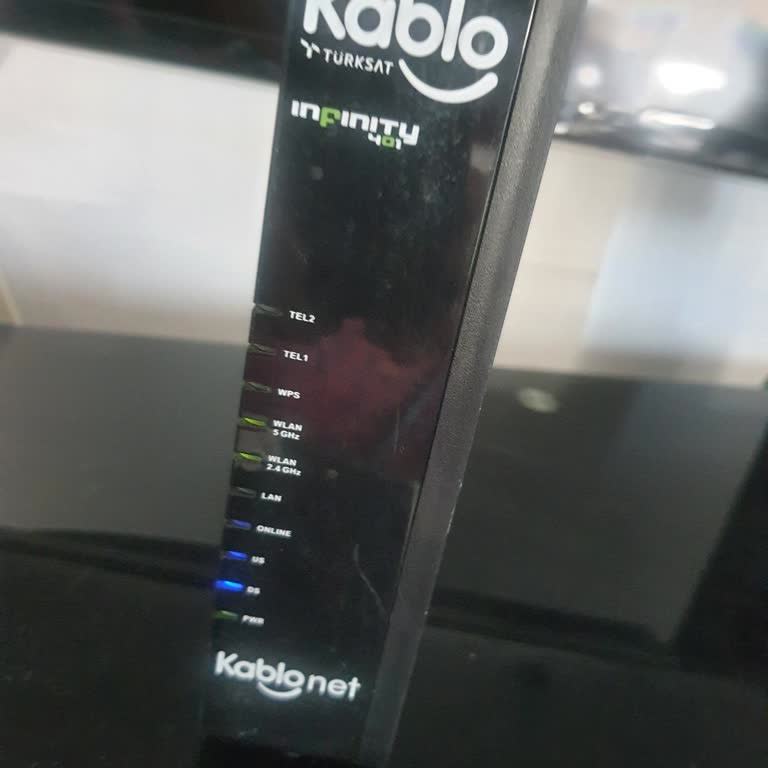 Kablo
TÜRKSAT
INFINITY
401
TEL2
TEL1
WPS
WLAN
5 GHz
WLAN
2.4 GHz
LAN
ONLINE
US
DS
PWR
Kablonet